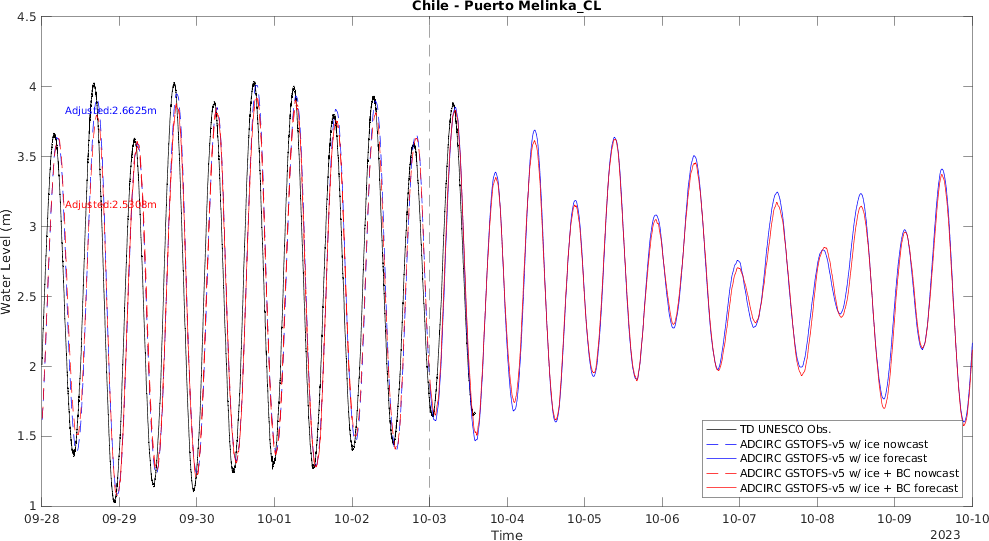 Chile - Puerto Melinka_CL
4.5
4
3.5
3
2.5
2
1.5
1
Water Level (m)
Adjusted:2.6625m
Adjusted:2.5308m
TD UNESCO Obs.
ADCIRC GSTOFS-v5 w/ ice nowcast
ADCIRC GSTOFS-v5 w/ ice forecast
ADCIRC GSTOFS-v5 w/ ice + BC nowcast
ADCIRC GSTOFS-v5 w/ ice + BC forecast
09-28 09-29 09-30 10-01 10-02 10-03 10-04 10-05 10-06 10-07 10-08 10-09 10-10
Time
2023